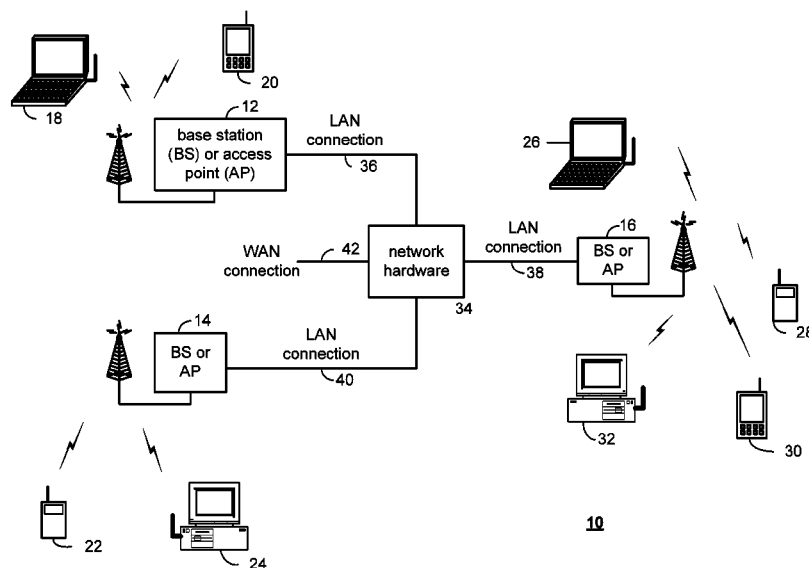 18
20
12
base station
(BS) or access
point (AP)
LAN
connection
36
26
WAN
connection
42
network
hardware
34
LAN
connection
38
16
BS or
AP
28
14
BS or
AP
LAN
connection
40
32
30
22
24
10